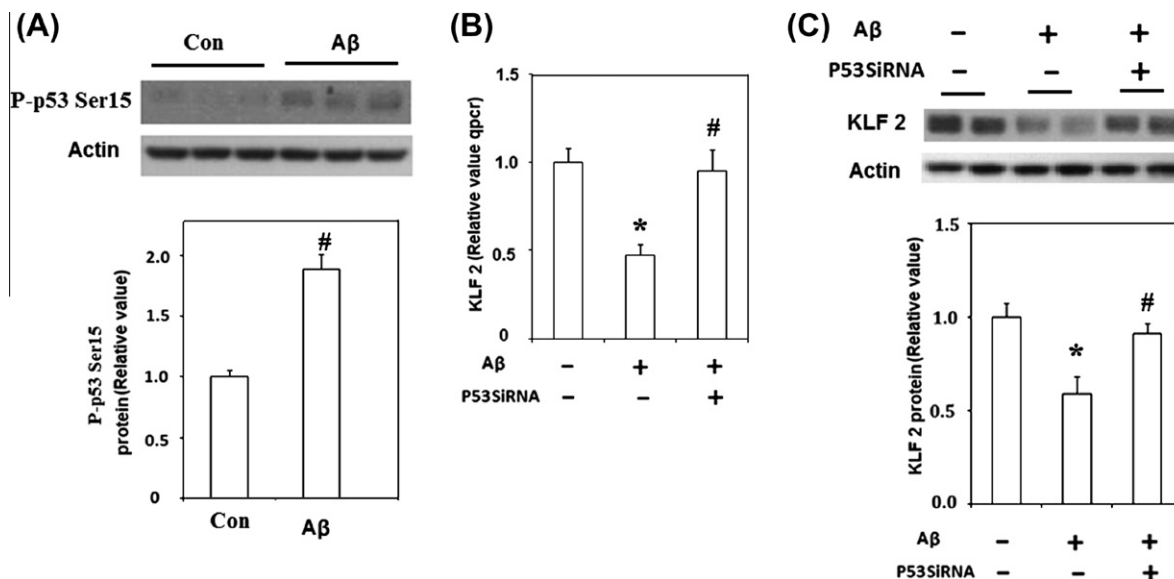 (A)
Con Aβ
P-p53 Ser15
Actin
P-p53 Ser15
protein(Relative value)
2.0
1.5
1.0
0.5
0
#
Con Aβ
(B)
KLF 2 (Relative value qpcr)
1.5
1.0
0.5
0
*
#
Aβ − + +
P53SiRNA − − +
(C)
Aβ − + +
P53SiRNA − − +
KLF 2
Actin
KLF 2 protein(Relative value)
1.5
1.0
0.5
0.0
*
#
Aβ − + +
P53SiRNA − − +